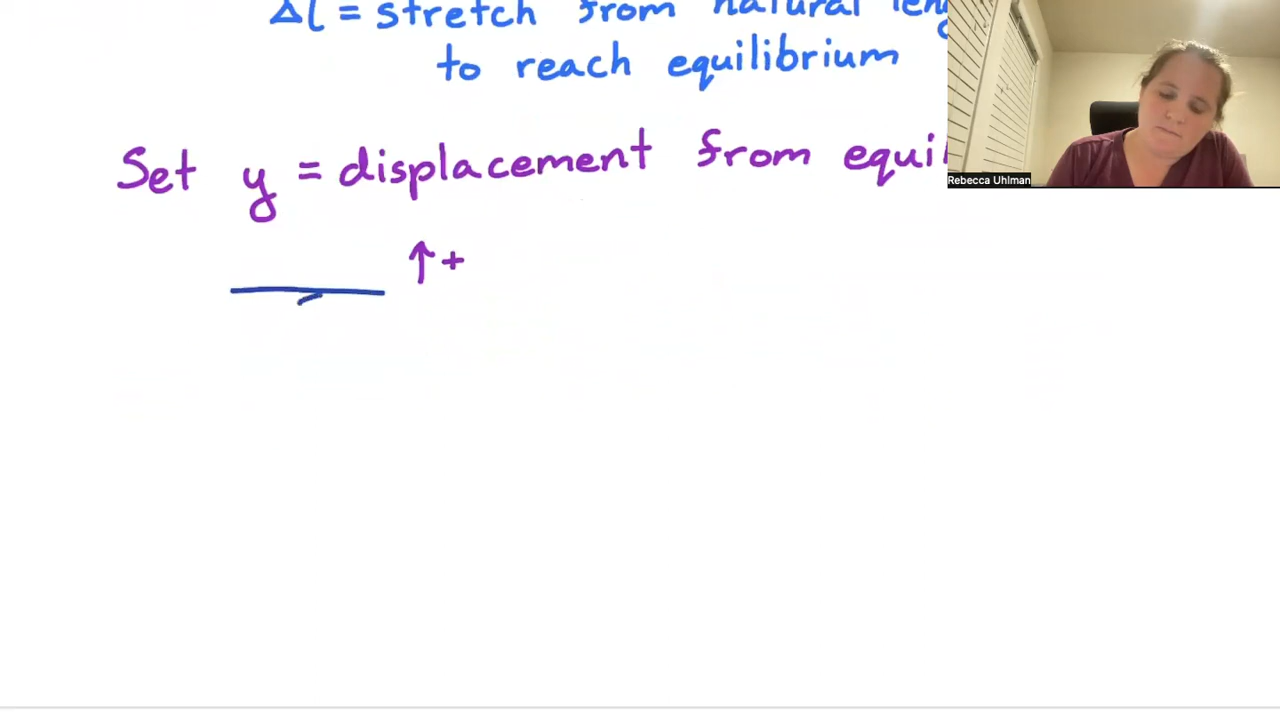 Δl = stretch from natural
to reach equilibrium
Set y = displacement from
↑ +
Rebecca Uhlman